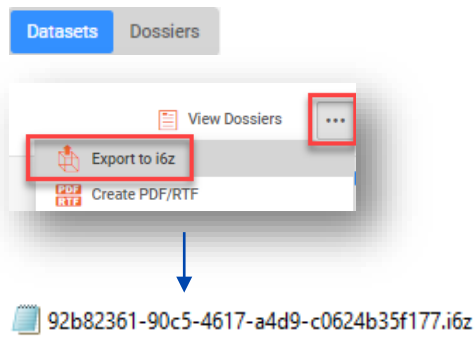 Datasets Dossiers
View Dossiers ...
Export to i6z
PDF RTF Create PDF/RTF
92b82361-90c5-4617-a4d9-c0624b35f177.i6z